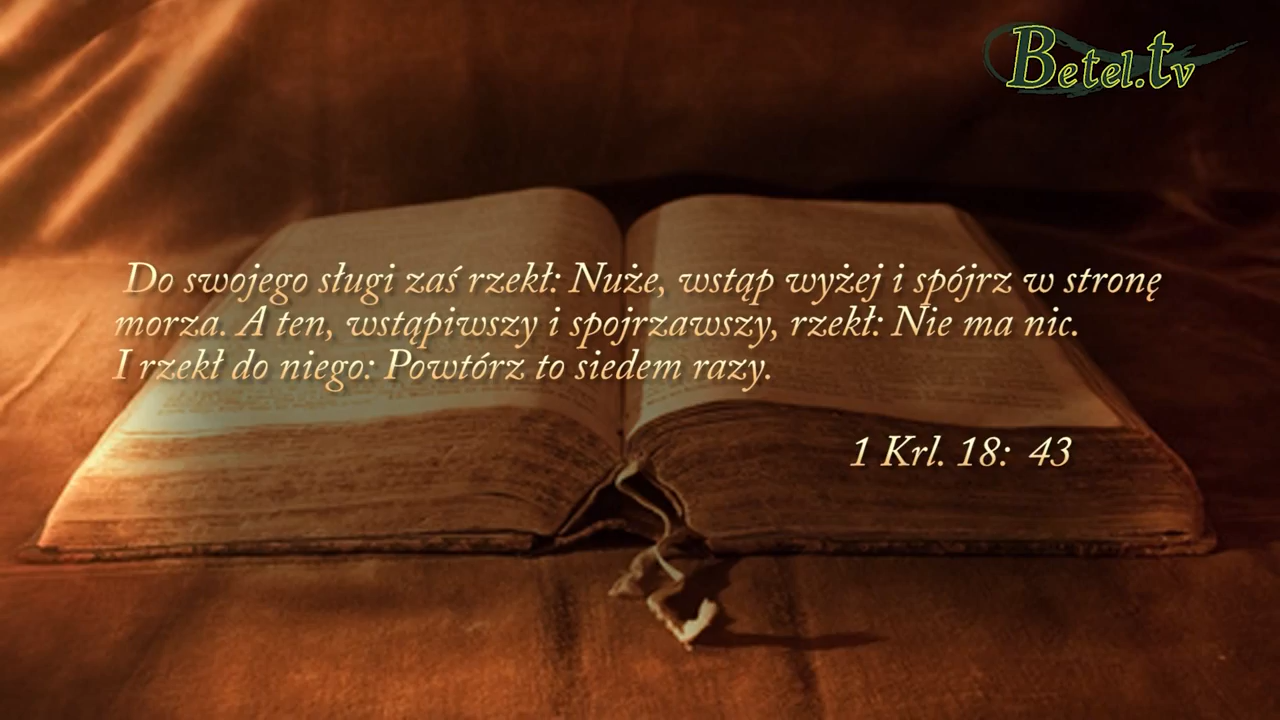 Betel.tv
Do swojego sługi zaś rzekł: Nuże, wstąp wyżej i spójrz w stronę
morza. A ten, wstąpiwszy i spojrzawszy, rzekł: Nie ma nic.
I rzekł do niego: Powtórz to siedem razy.
1 Krl. 18: 43